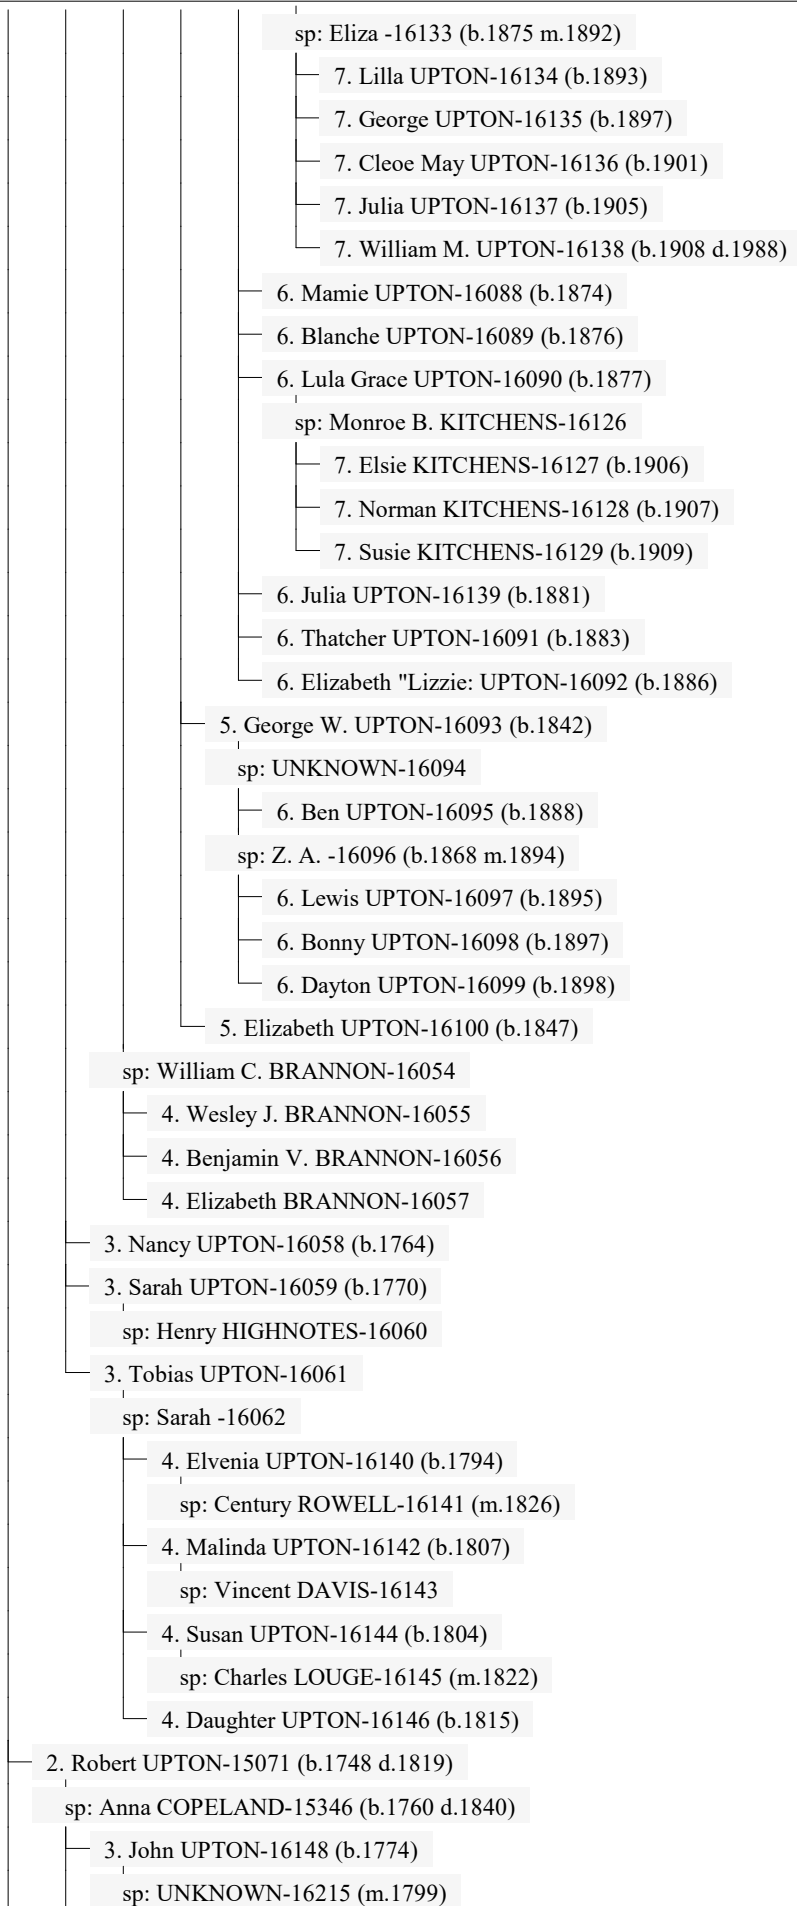 sp: Eliza -16133 (b.1875 m.1892)
7. Lilla UPTON-16134 (b.1893)
7. George UPTON-16135 (b.1897)
7. Cleoe May UPTON-16136 (b.1901)
7. Julia UPTON-16137 (b.1905)
7. William M. UPTON-16138 (b.1908 d.1988)
6. Mamie UPTON-16088 (b.1874)
6. Blanche UPTON-16089 (b.1876)
6. Lula Grace UPTON-16090 (b.1877)
sp: Monroe B. KITCHENS-16126
7. Elsie KITCHENS-16127 (b.1906)
7. Norman KITCHENS-16128 (b.1907)
7. Susie KITCHENS-16129 (b.1909)
6. Julia UPTON-16139 (b.1881)
6. Thatcher UPTON-16091 (b.1883)
6. Elizabeth "Lizzie: UPTON-16092 (b.1886)
5. George W. UPTON-16093 (b.1842)
sp: UNKNOWN-16094
6. Ben UPTON-16095 (b.1888)
sp: Z. A. -16096 (b.1868 m.1894)
6. Lewis UPTON-16097 (b.1895)
6. Bonny UPTON-16098 (b.1897)
6. Dayton UPTON-16099 (b.1898)
5. Elizabeth UPTON-16100 (b.1847)
sp: William C. BRANNON-16054
4. Wesley J. BRANNON-16055
4. Benjamin V. BRANNON-16056
4. Elizabeth BRANNON-16057
3. Nancy UPTON-16058 (b.1764)
3. Sarah UPTON-16059 (b.1770)
sp: Henry HIGHNOTES-16060
3. Tobias UPTON-16061
sp: Sarah -16062
4. Elvenia UPTON-16140 (b.1794)
sp: Century ROWELL-16141 (m.1826)
4. Malinda UPTON-16142 (b.1807)
sp: Vincent DAVIS-16143
4. Susan UPTON-16144 (b.1804)
sp: Charles LOUGE-16145 (m.1822)
4. Daughter UPTON-16146 (b.1815)
2. Robert UPTON-15071 (b.1748 d.1819)
sp: Anna COPELAND-15346 (b.1760 d.1840)
3. John UPTON-16148 (b.1774)
sp: UNKNOWN-16215 (m.1799)